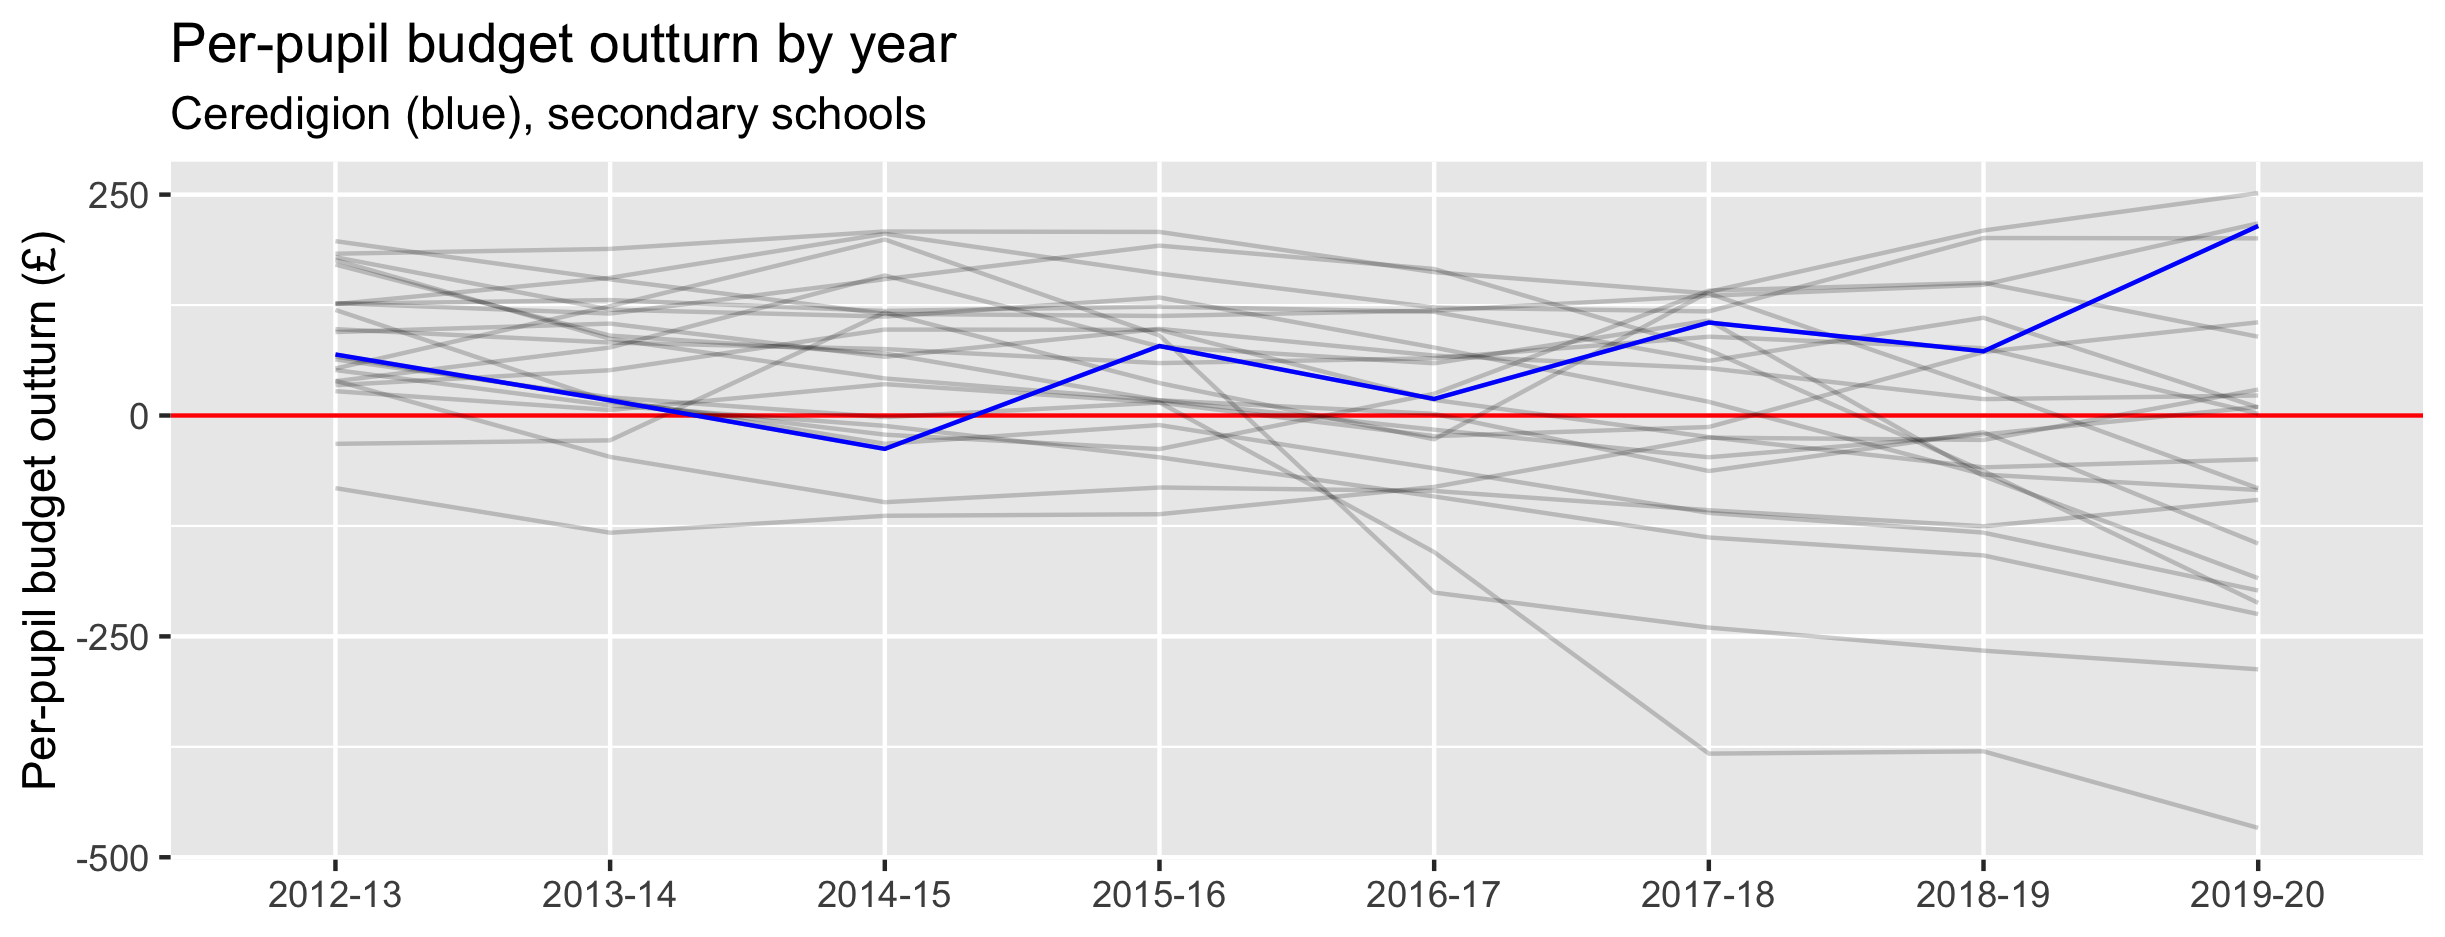 Per-pupil budget outturn by year
Ceredigion (blue), secondary schools
Per-pupil budget outturn (£)
250
0
-250
-500
2012-13 2013-14 2014-15 2015-16 2016-17 2017-18 2018-19 2019-20